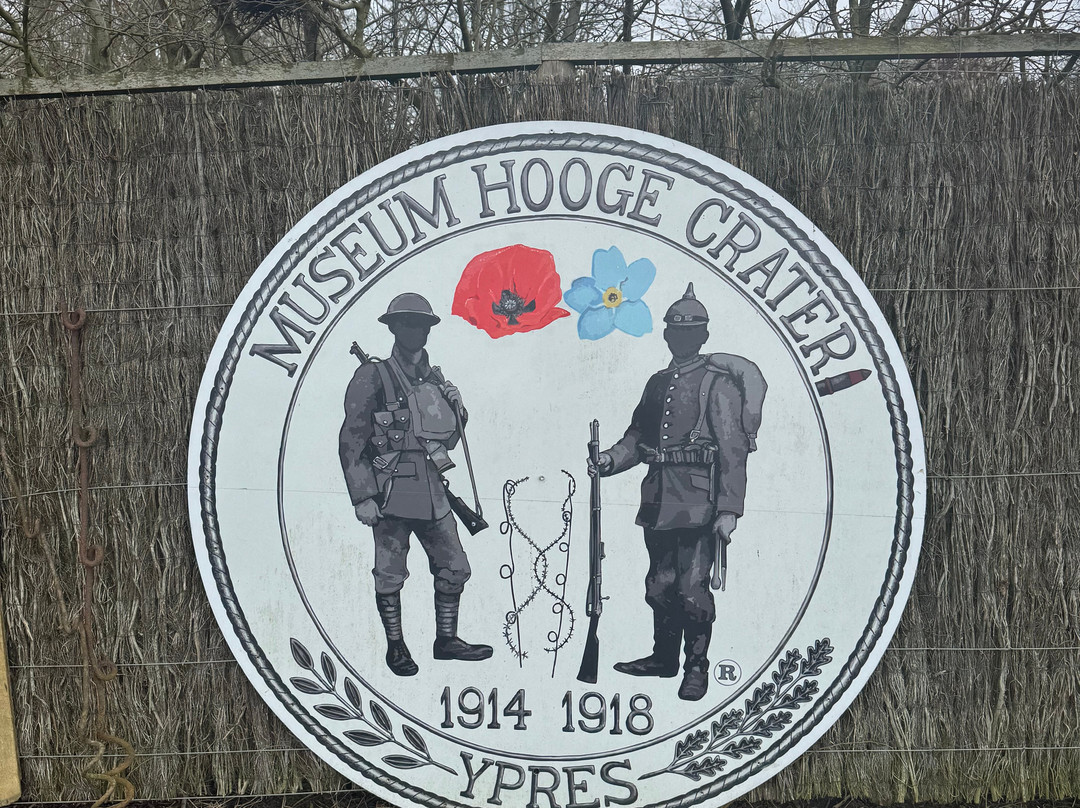 MUSEUM HOOGE CRATER
1914 1918
®
YPRES